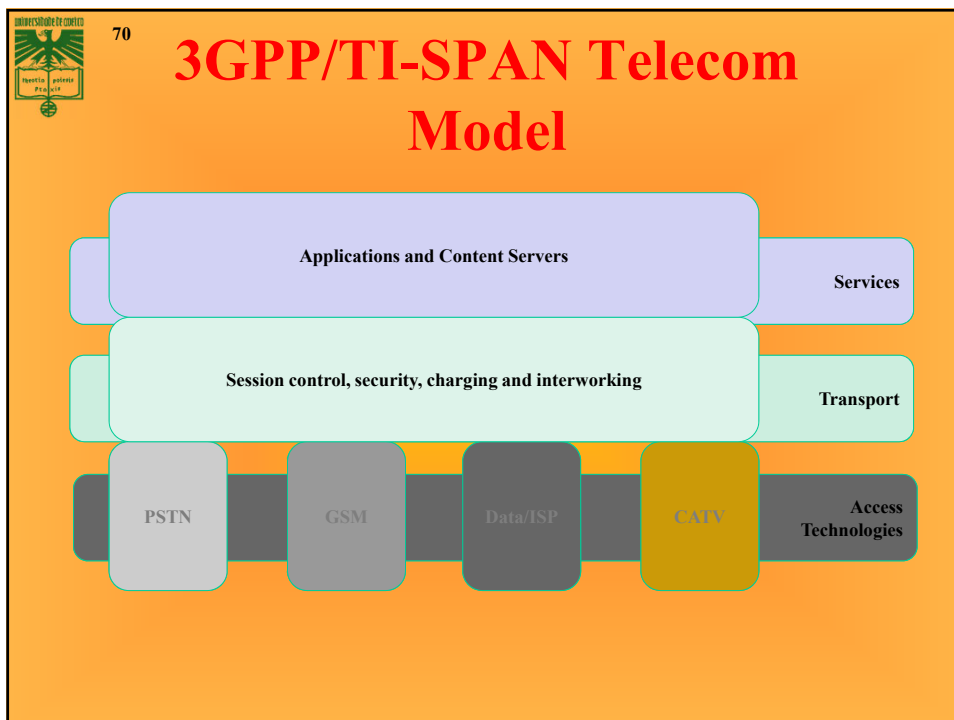 70
3GPP/TI-SPAN Telecom
Model
Applications and Content Servers
Services
Session control, security, charging and interworking
Transport
PSTN
GSM
Data/ISP
CATV
Access
Technologies